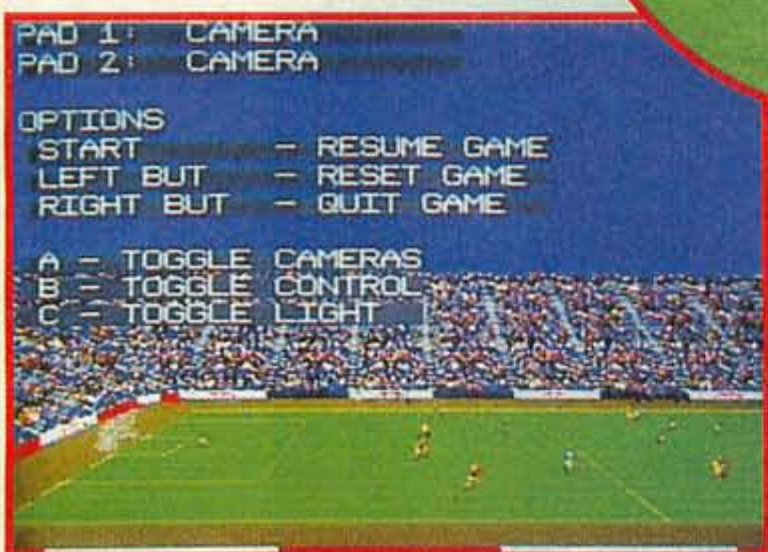 PAD 1: CAMERA
PAD 2: CAMERA
OPTIONS
START - RESUME GAME
LEFT BUT - RESET GAME
RIGHT BUT - QUIT GAME
A - TOGGLE CAMERAS
B - TOGGLE CONTROL
C - TOGGLE LIGHT